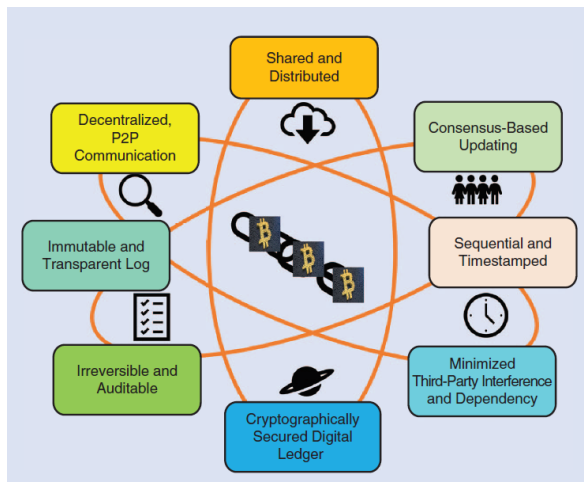 Shared and
Distributed
Decentralized,
P2P
Communication
Consensus-Based
Updating
Immutable and
Transparent Log
Sequential and
Timestamped
Irreversible and
Auditable
Minimized
Third-Party Interference
and Dependency
Cryptographically
Secured Digital
Ledger